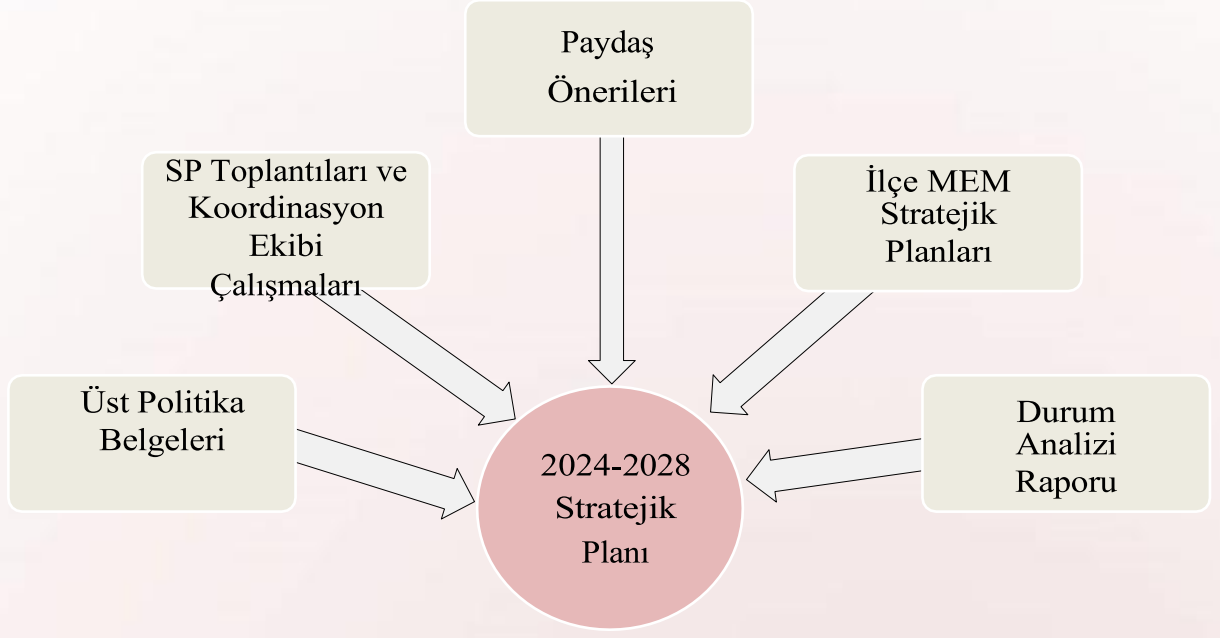 Paydaş
Önerileri
SP Toplantıları ve
Koordinasyon
Ekibi
Çalışmaları
İlçe MEM
Stratejik
Planları
Üst Politika
Belgeleri
Durum
Analizi
Raporu
2024-2028
Stratejik
Planı